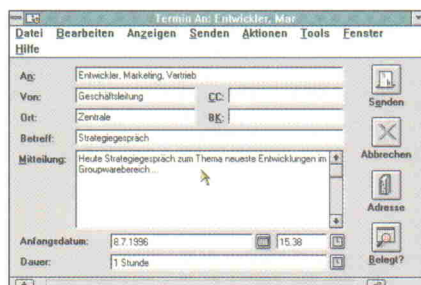 Termin An: Entwickler, Mar
Datei Bearbeiten Anzeigen Senden Aktionen Tools Fenster
Hilfe
An: Entwickler, Marketing, Vertrieb
Von: Geschäftsleitung CC:
Ort: Zentrale BK:
Betreff: Strategiegespräch
Mitteilung: Heute Strategiegespräch zum Thema neueste Entwicklungen im
Groupwarebereich...
Anfangsdatum: 8.7.1996 15.38
Dauer: 1 Stunde
Senden
Abbrechen
Adresse
Belegt?